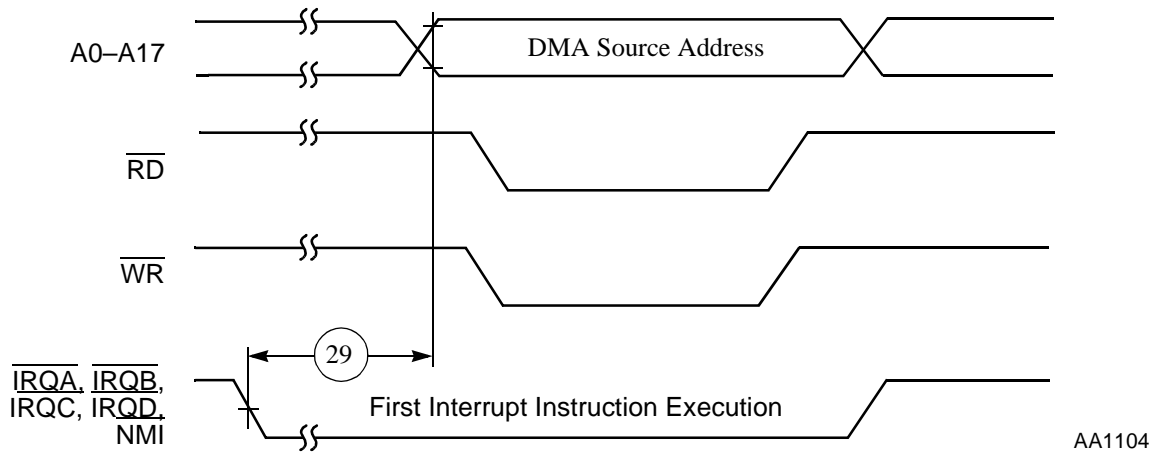 A0–A17
DMA Source Address
RD
WR
29
IRQA, IRQB,
IRQC, IRQD,
NMI
First Interrupt Instruction Execution
AA1104